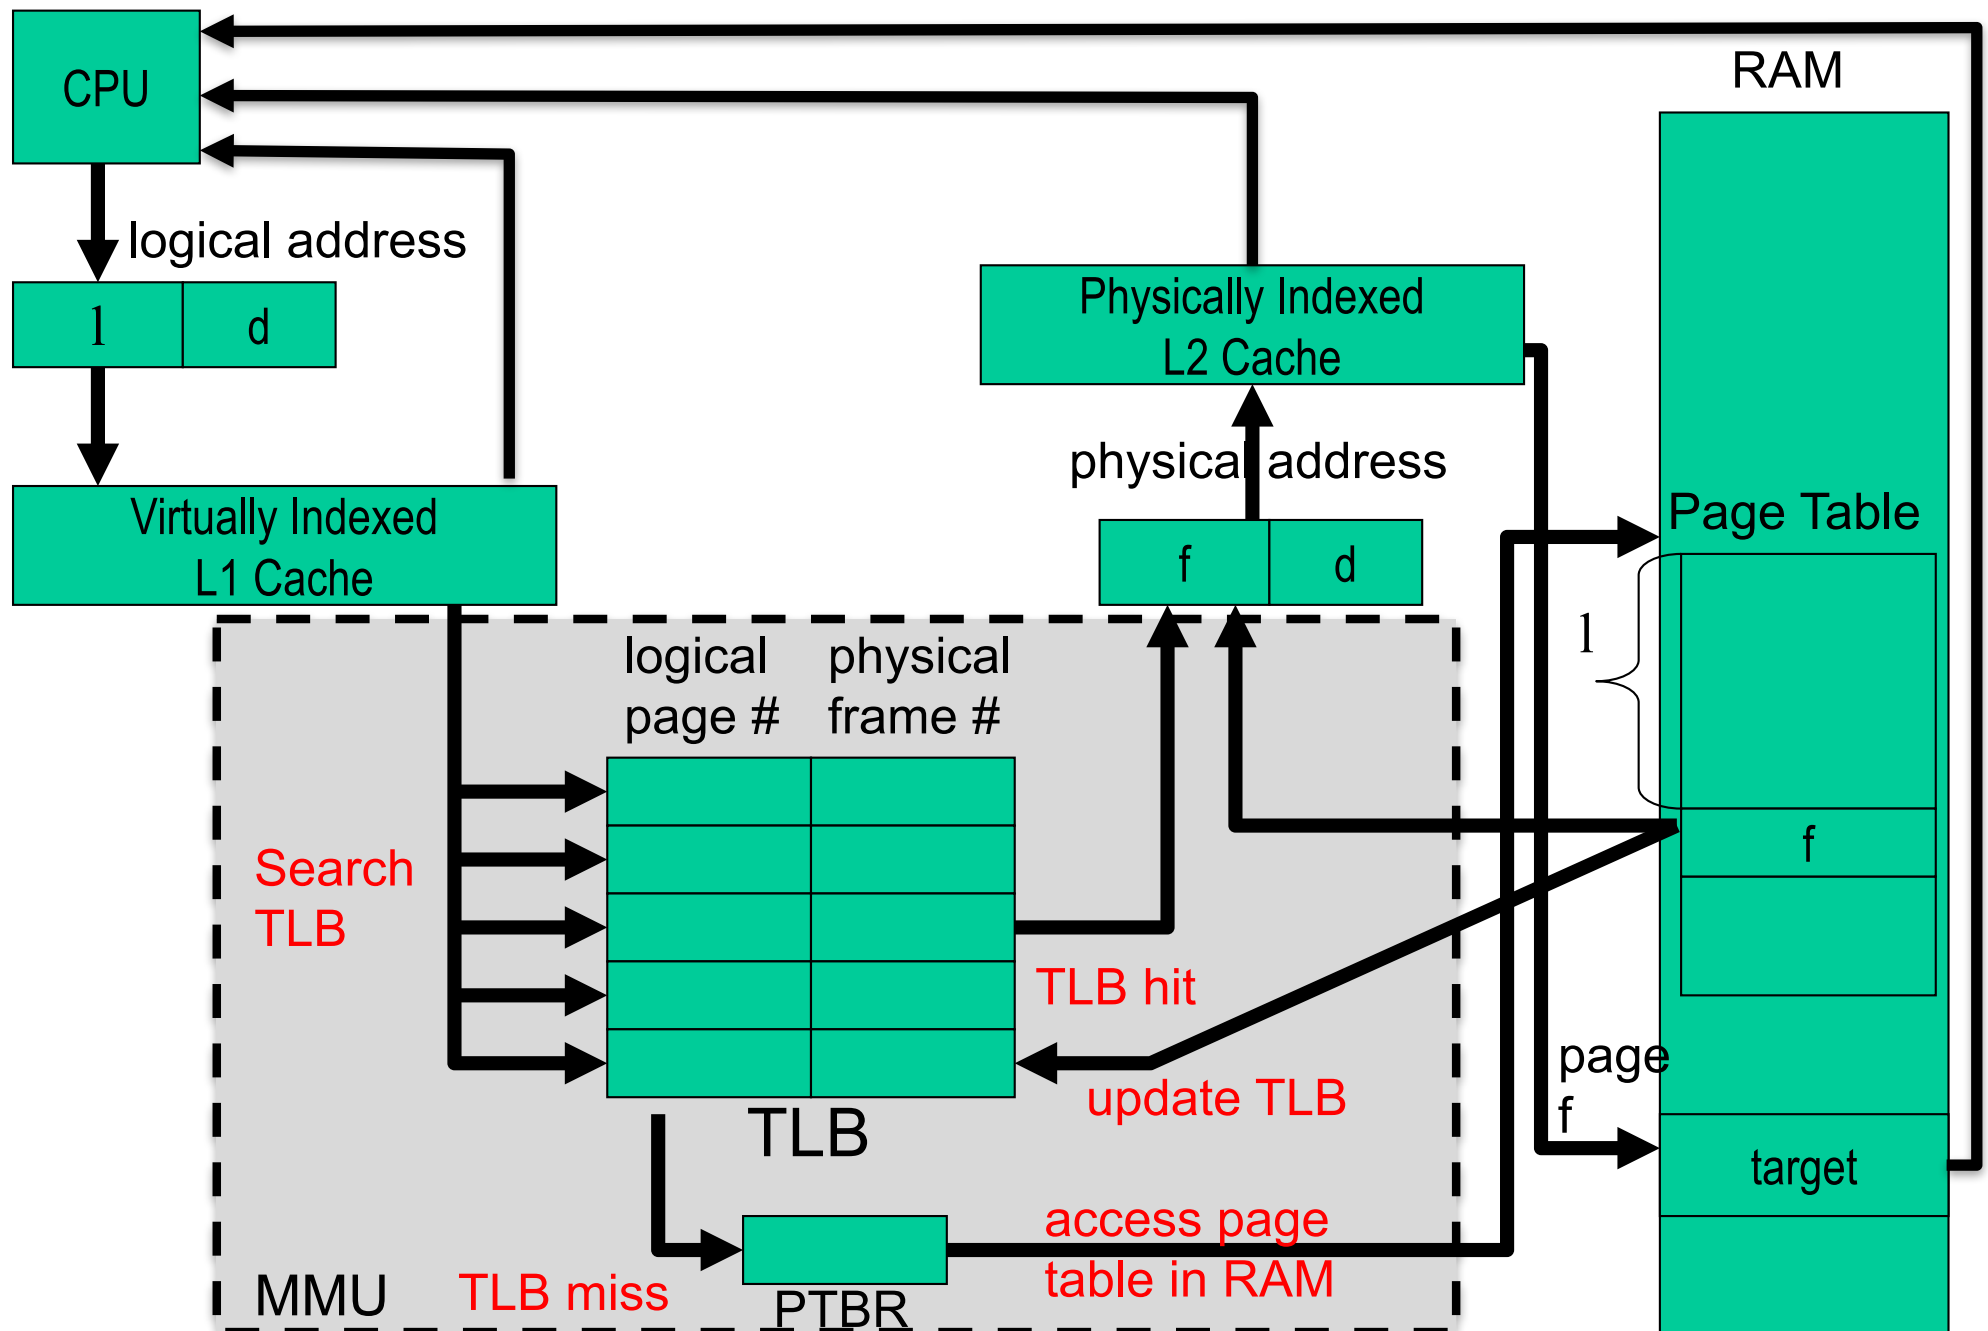 CPU
RAM
logical address
l
d
Physically Indexed
L2 Cache
physical address
Virtually Indexed
L1 Cache
f
d
Page Table
l
logical
page #
physical
frame #
f
Search
TLB
TLB hit
page
f
update TLB
TLB
target
access page
table in RAM
MMU
TLB miss
PTBR